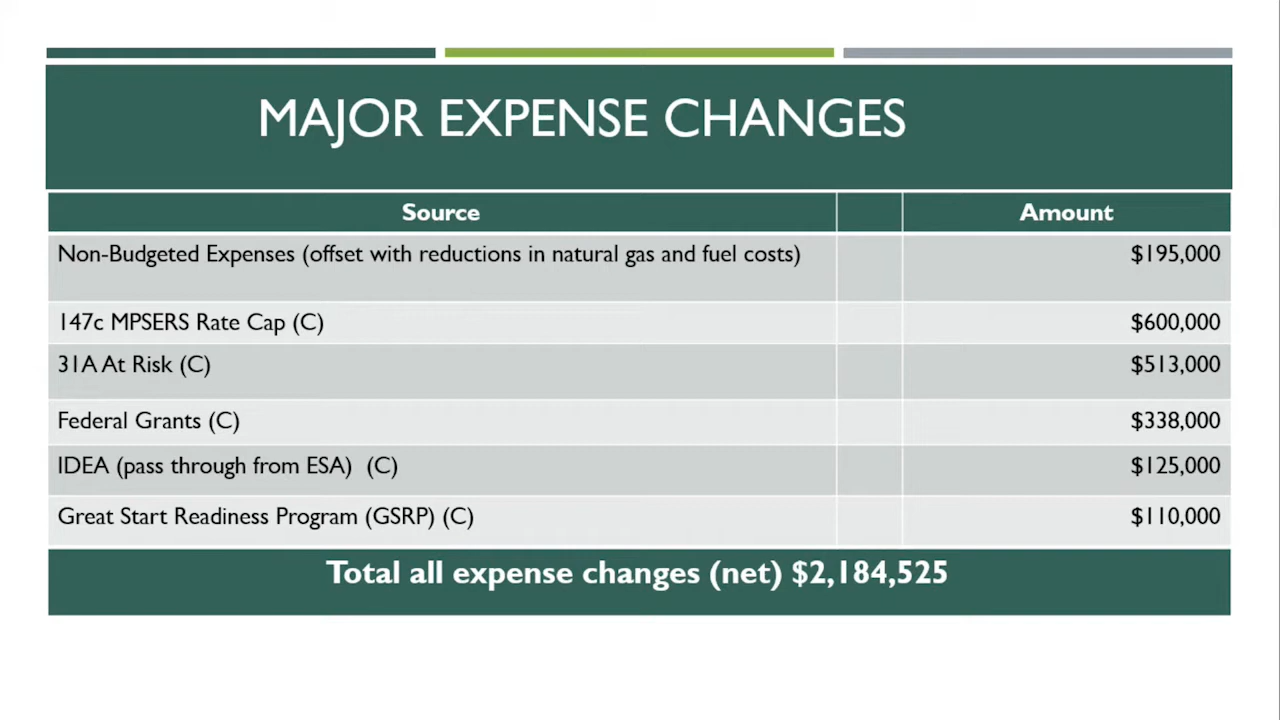 MAJOR EXPENSE CHANGES
Source Amount
Non-Budgeted Expenses (offset with reductions in natural gas and fuel costs) $195,000
147c MPSERS Rate Cap (C) $600,000
31A At Risk (C) $513,000
Federal Grants (C) $338,000
IDEA (pass through from ESA) (C) $125,000
Great Start Readiness Program (GSRP) (C) $110,000
Total all expense changes (net) $2,184,525